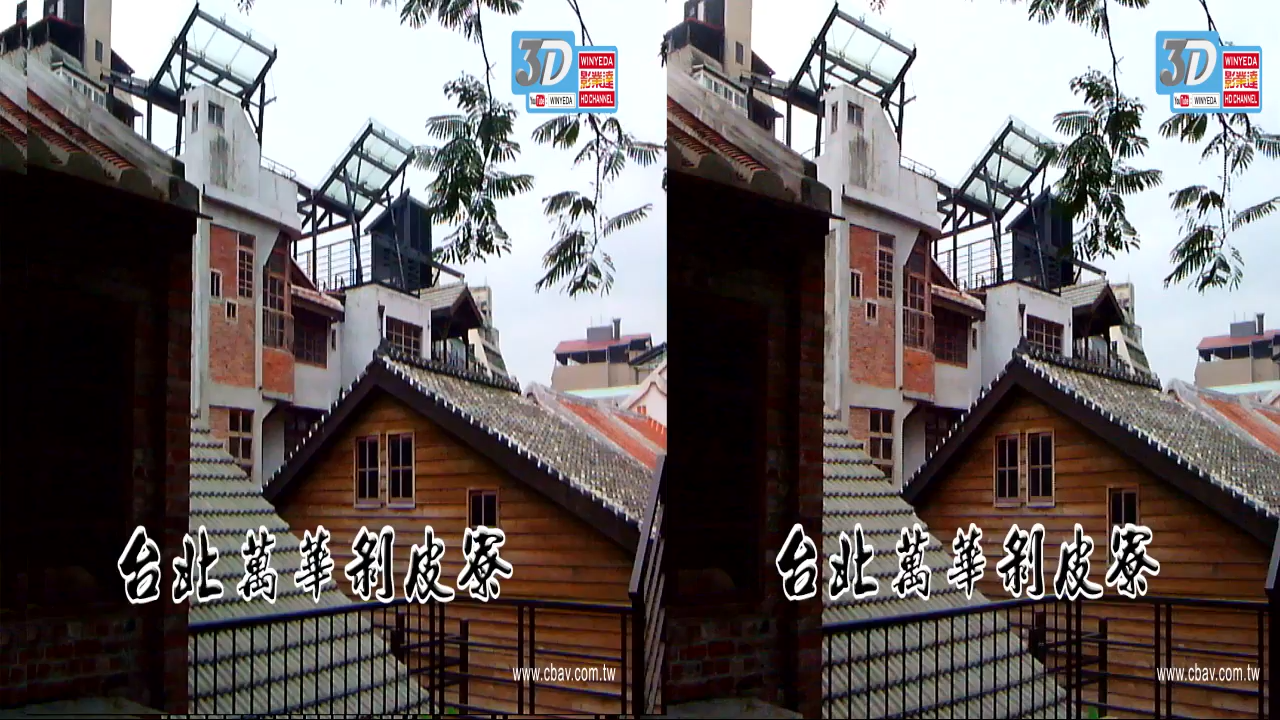 3D
WINYEDA
影業達
YouTube : WINYEDA
HD CHANNEL
3D
WINYEDA
影業達
YouTube : WINYEDA
HD CHANNEL
台北萬華剝皮寮
台北萬華剝皮寮
www.cbav.com.tw
www.cbav.com.tw